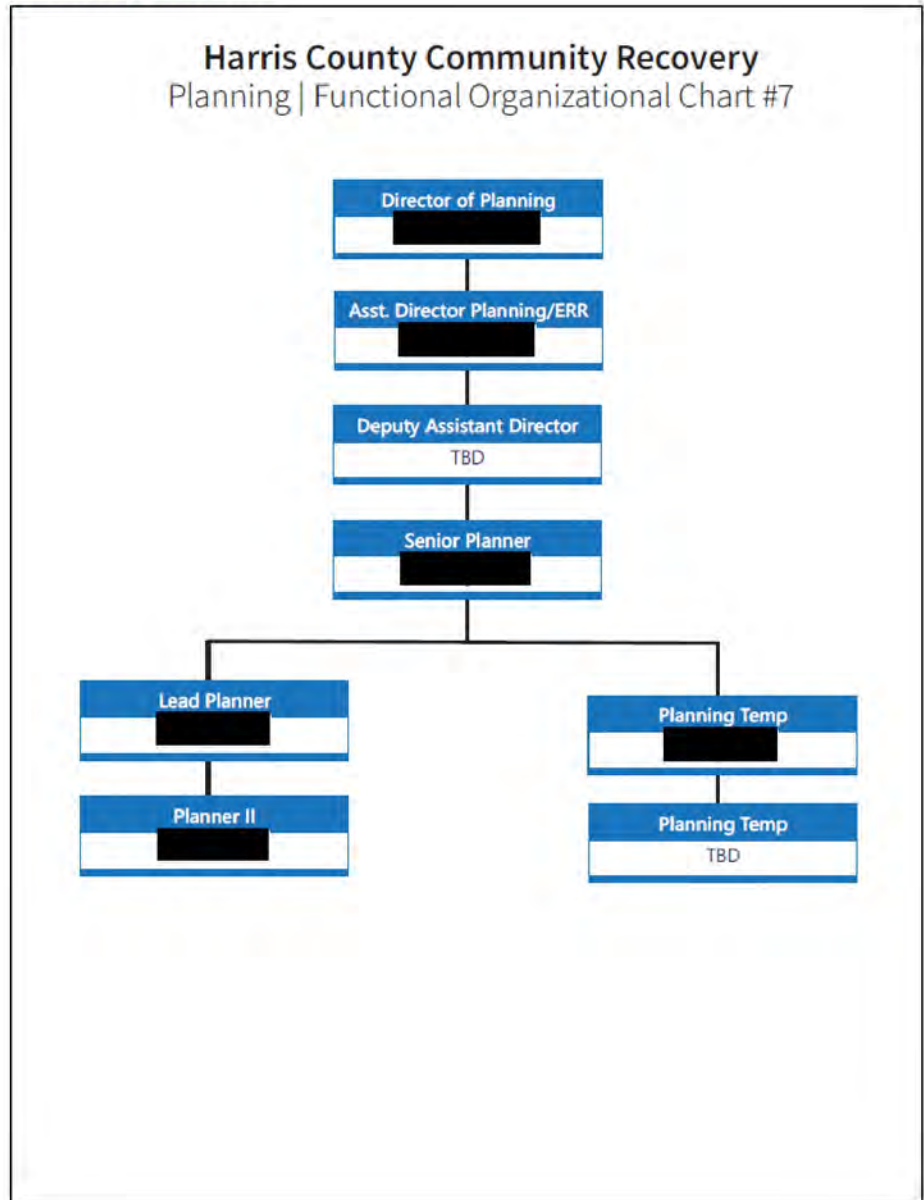 Harris County Community Recovery
Planning | Functional Organizational Chart #7
Director of Planning
Asst. Director Planning/ERR
Deputy Assistant Director
TBD
Senior Planner
Lead Planner
Planner II
Planning Temp
Planning Temp
TBD